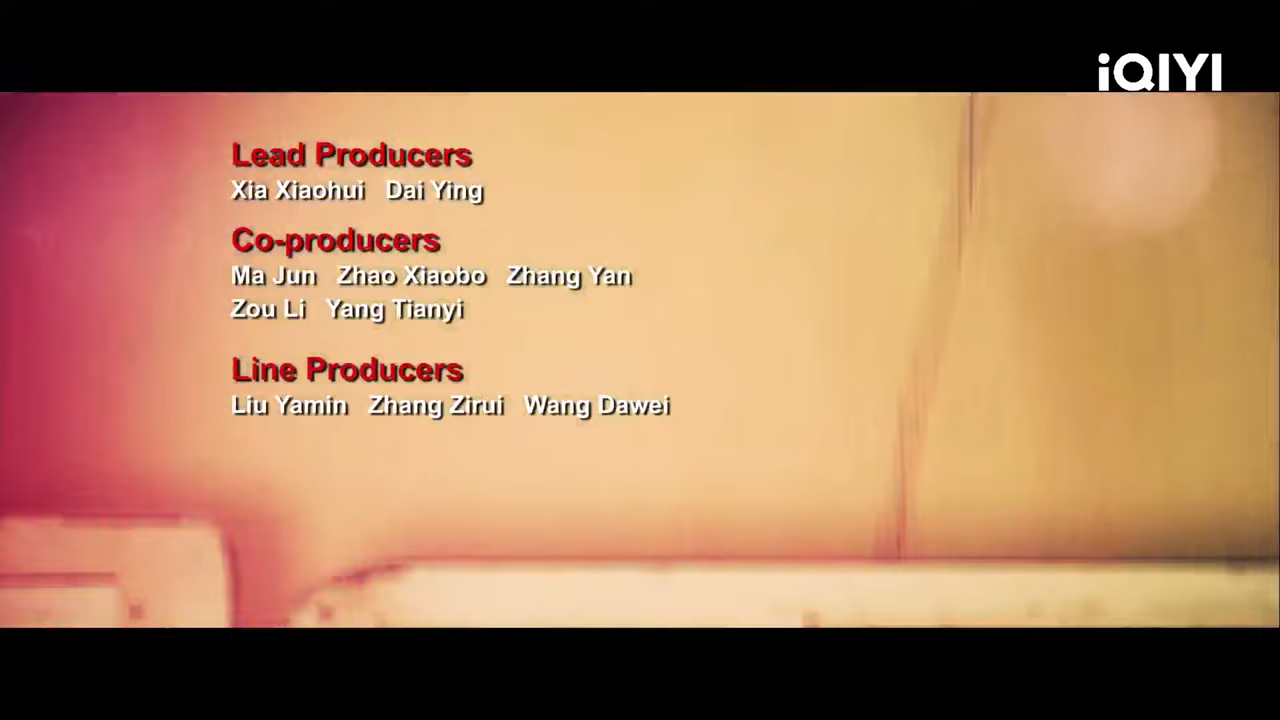 iQIYI
Lead Producers
Xia Xiaohui Dai Ying
Co-producers
Ma Jun Zhao Xiaobo Zhang Yan
Zou Li Yang Tianyi
Line Producers
Liu Yamin Zhang Zirui Wang Dawei